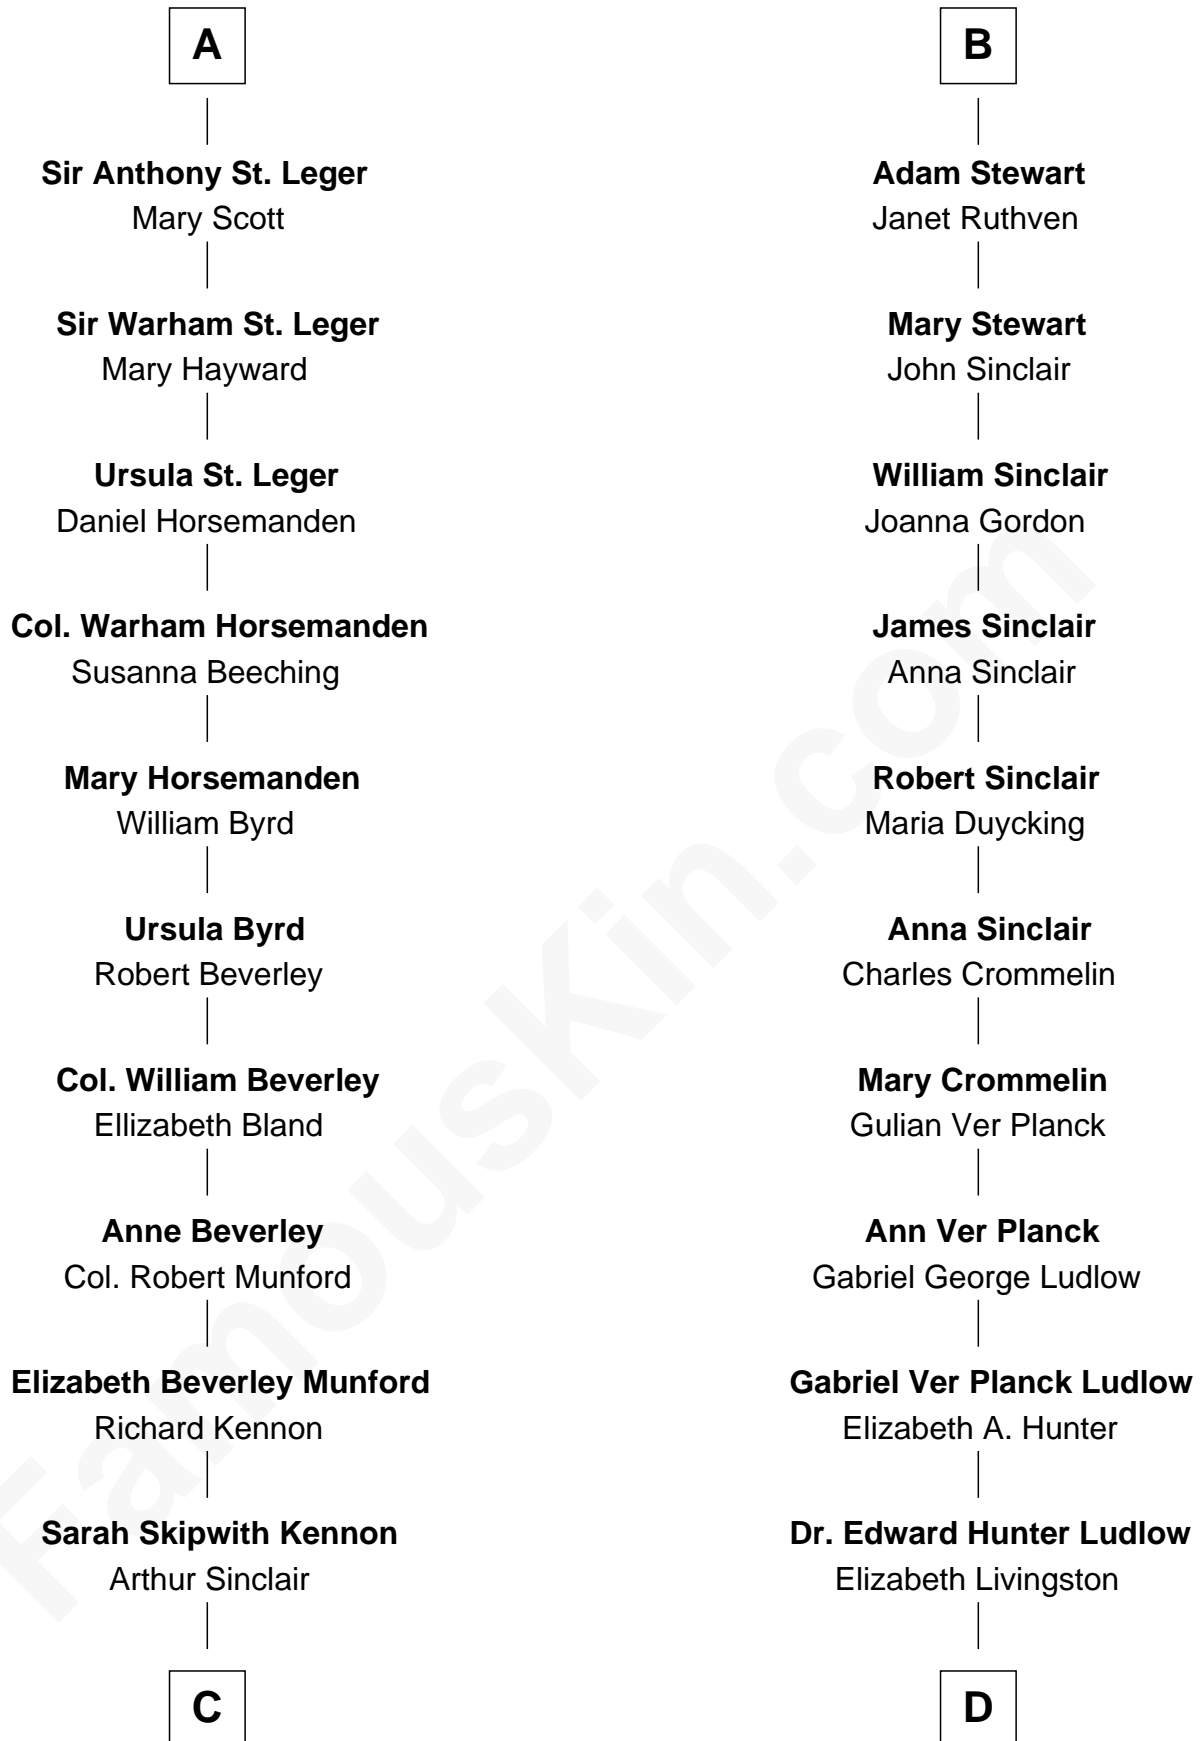 A
Sir Anthony St. Leger
Mary Scott
Sir Warham St. Leger
Mary Hayward
Ursula St. Leger
Daniel Horsemanden
Col. Warham Horsemanden
Susanna Beeching
Mary Horsemanden
William Byrd
Ursula Byrd
Robert Beverley
Col. William Beverley
Ellizabeth Bland
Anne Beverley
Col. Robert Munford
Elizabeth Beverley Munford
Richard Kennon
Sarah Skipwith Kennon
Arthur Sinclair
C
B
Adam Stewart
Janet Ruthven
Mary Stewart
John Sinclair
William Sinclair
Joanna Gordon
James Sinclair
Anna Sinclair
Robert Sinclair
Maria Duycking
Anna Sinclair
Charles Crommelin
Mary Crommelin
Gulian Ver Planck
Ann Ver Planck
Gabriel George Ludlow
Gabriel Ver Planck Ludlow
Elizabeth A. Hunter
Dr. Edward Hunter Ludlow
Elizabeth Livingston
D
FamousKin.com